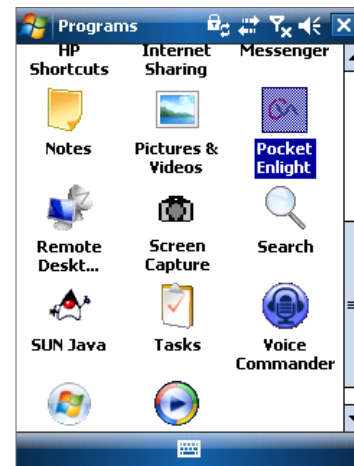 Programs
HP Shortcuts
Internet Sharing
Messenger
Notes
Pictures & Videos
Pocket Enlight
Remote Deskt...
Screen Capture
Search
SUN Java
Tasks
Voice Commander